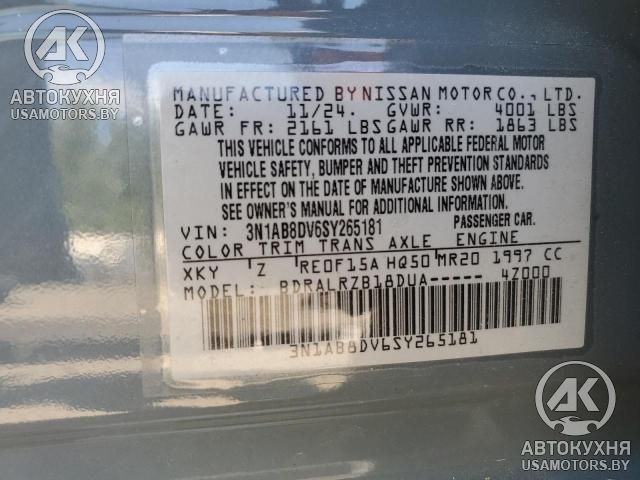 AK
АВТОКУХНЯ
USAMOTORS.BY
MANUFACTURED BY NISSAN MOTOR CO., LTD.
DATE: 11/24. GVWR: 4001 LBS
GAWR FR: 2161 LBS GAWR RR: 1863 LBS
THIS VEHICLE CONFORMS TO ALL APPLICABLE FEDERAL MOTOR
VEHICLE SAFETY, BUMPER AND THEFT PREVENTION STANDARDS
IN EFFECT ON THE DATE OF MANUFACTURE SHOWN ABOVE.
SEE OWNER'S MANUAL FOR ADDITIONAL INFORMATION.
VIN: 3N1AB8DV6SY265181 PASSENGER CAR.
COLOR TRIM TRANS AXLE ENGINE
XKY Z RE0F15A HQ50 MR20 1997 CC
MODEL BDRALRZB18DUA----- 4Z000
3N1AB8DV6SY265181
AK
АВТОКУХНЯ
USAMOTORS.BY